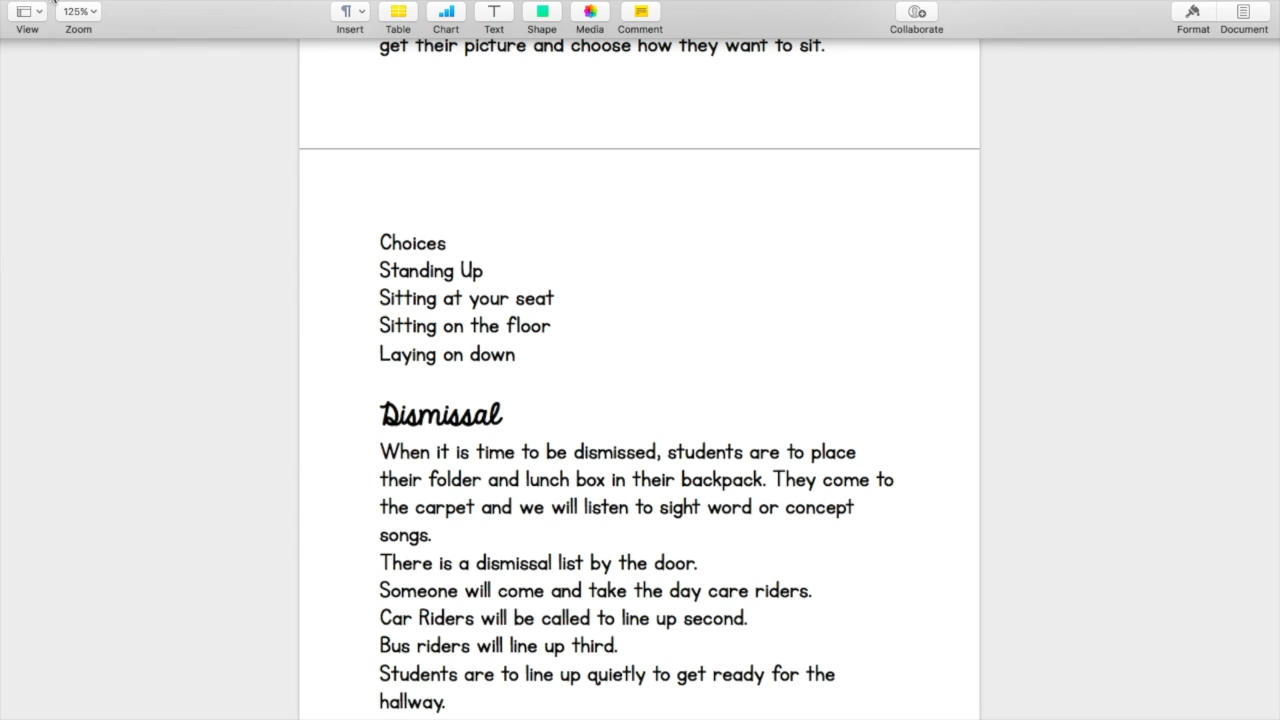 125%
View
Zoom
Insert
Table
Chart
Text
Shape
Media
Comment
Collaborate
Format
Document
get their picture and choose how they want to sit.
Choices
Standing Up
Sitting at your seat
Sitting on the floor
Laying on down
Dismissal
When it is time to be dismissed, students are to place
their folder and lunch box in their backpack. They come to
the carpet and we will listen to sight word or concept
songs.
There is a dismissal list by the door.
Someone will come and take the day care riders.
Car Riders will be called to line up second.
Bus riders will line up third.
Students are to line up quietly to get ready for the
hallway.